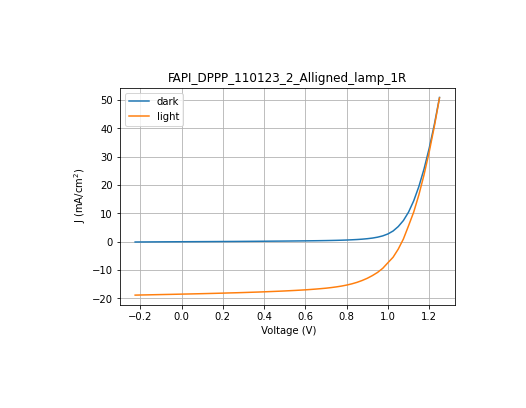 FAPI_DPPP_110123_2_Alligned_lamp_1R
dark
light
50
40
30
20
10
0
−10
−20
J (mA/cm²)
−0.2 0.0 0.2 0.4 0.6 0.8 1.0 1.2
Voltage (V)